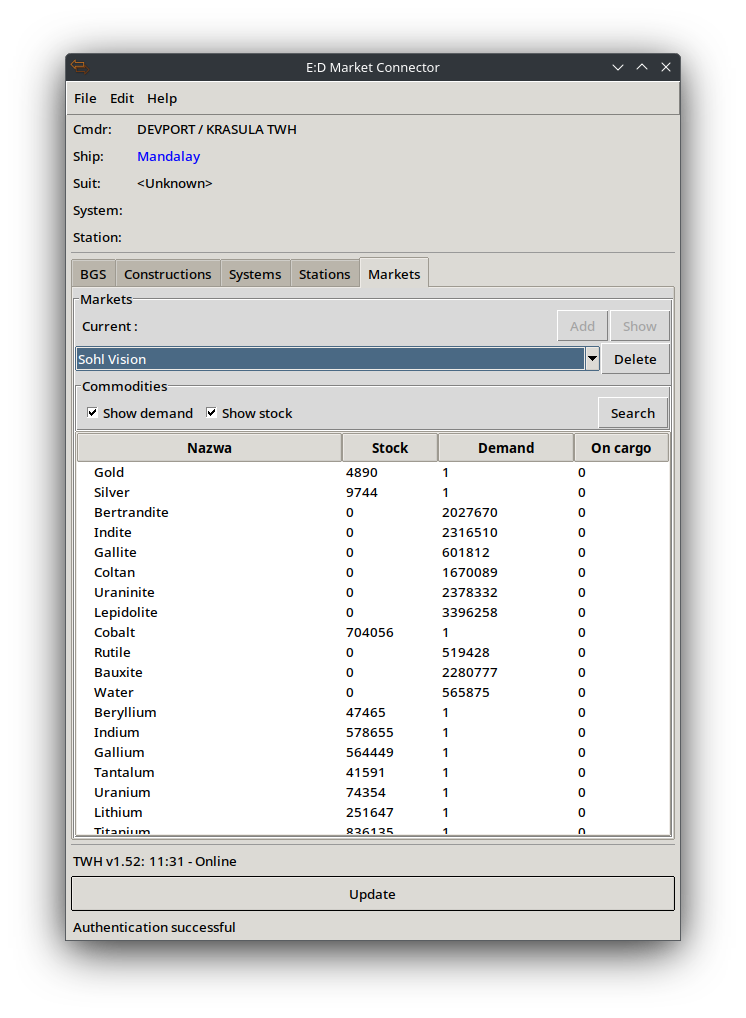 E:D Market Connector
File Edit Help
Cmdr: DEVPORT / KRASULA TWH
Ship: Mandalay
Suit: <Unknown>
System:
Station:
BGS Constructions Systems Stations Markets
Markets
Current : Add Show
Sohl Vision Delete
Commodities
Show demand Show stock Search
Nazwa Stock Demand On cargo
Gold 4890 1 0
Silver 9744 1 0
Bertrandite 0 2027670 0
Indite 0 2316510 0
Gallite 0 601812 0
Coltan 0 1670089 0
Uraninite 0 2378332 0
Lepidolite 0 3396258 0
Cobalt 704056 1 0
Rutile 0 519428 0
Bauxite 0 2280777 0
Water 0 565875 0
Beryllium 47465 1 0
Indium 578655 1 0
Gallium 564449 1 0
Tantalum 41591 1 0
Uranium 74354 1 0
Lithium 251647 1 0
Titanium 836135 1 0
TWH v1.52: 11:31 - Online
Update
Authentication successful